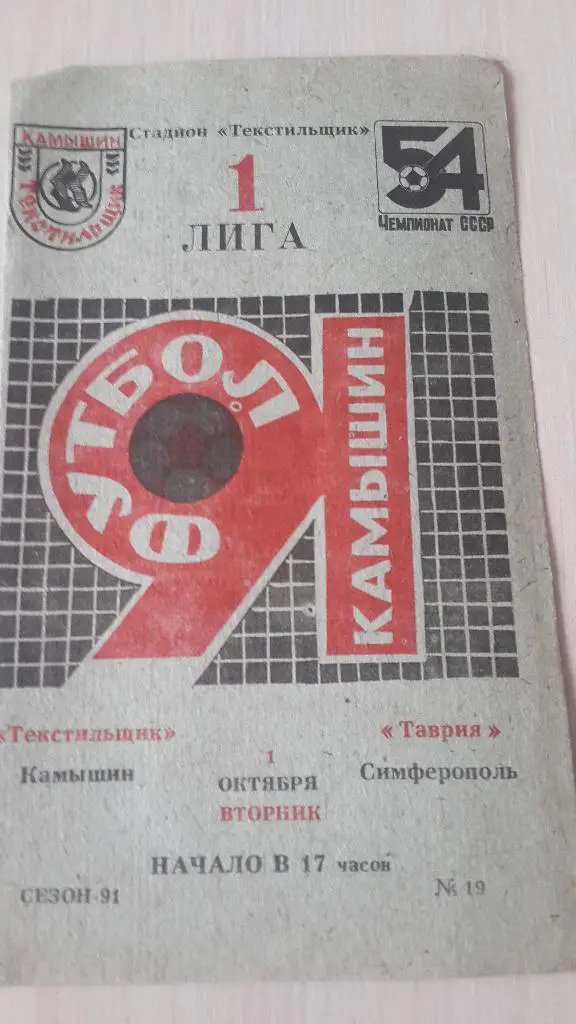 КАМЫШИН
ТЕКСТИЛЬЩИК
Стадион «Текстильщик»
54
ЧЕМПИОНАТ СССР
1
ЛИГА
ФУТБОЛ
91
КАМЫШИН
«Текстильщик»
Камышин
1
ОКТЯБРЯ
ВТОРНИК
«Таврия»
Симферополь
НАЧАЛО В 17 часов
СЕЗОН-91
№ 19